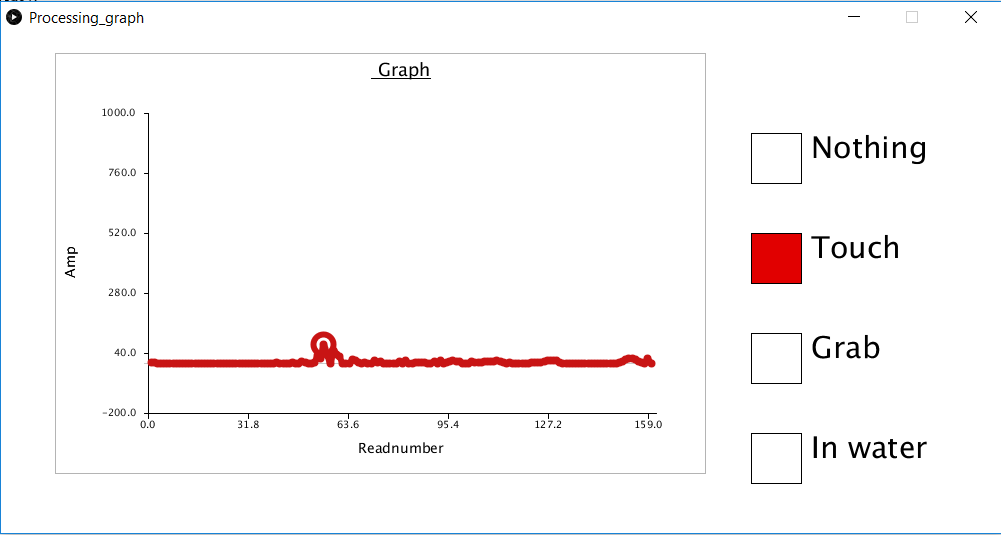 Processing_graph
Graph
1000.0
760.0
520.0
280.0
40.0
-200.0
Amp
0.0 31.8 63.6 95.4 127.2 159.0
Readnumber
Nothing
Touch
Grab
In water